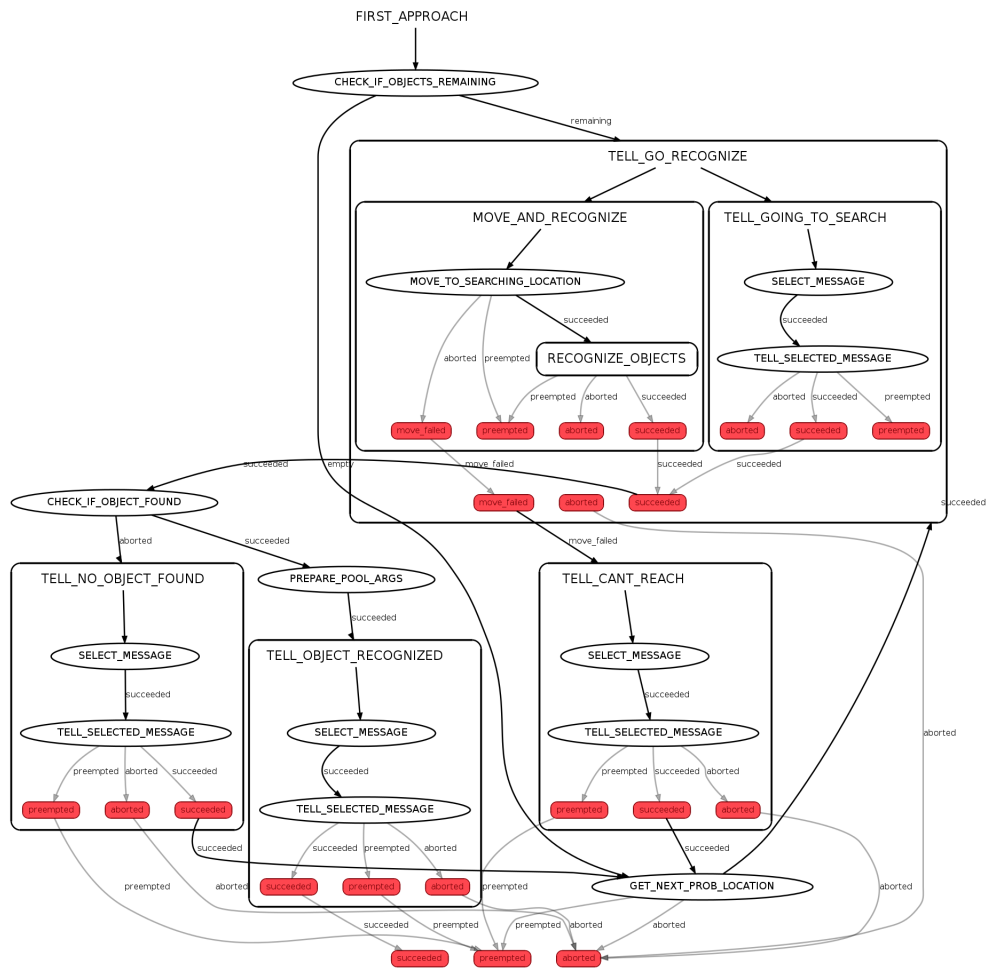 FIRST_APPROACH
CHECK_IF_OBJECTS_REMAINING
remaining
TELL_GO_RECOGNIZE
MOVE_AND_RECOGNIZE
TELL_GOING_TO_SEARCH
MOVE_TO_SEARCHING_LOCATION
SELECT_MESSAGE
succeeded
succeeded
aborted
preempted
RECOGNIZE_OBJECTS
TELL_SELECTED_MESSAGE
preempted
aborted
succeeded
aborted
succeeded
preempted
move_failed
preempted
aborted
succeeded
aborted
succeeded
preempted
succeeded
empty
move_failed
succeeded
succeeded
CHECK_IF_OBJECT_FOUND
move_failed
aborted
succeeded
succeeded
aborted
succeeded
move_failed
TELL_NO_OBJECT_FOUND
PREPARE_POOL_ARGS
TELL_CANT_REACH
succeeded
SELECT_MESSAGE
TELL_OBJECT_RECOGNIZED
SELECT_MESSAGE
succeeded
succeeded
TELL_SELECTED_MESSAGE
SELECT_MESSAGE
TELL_SELECTED_MESSAGE
aborted
preempted
aborted
succeeded
succeeded
preempted
succeeded
aborted
preempted
aborted
succeeded
TELL_SELECTED_MESSAGE
preempted
succeeded
aborted
succeeded
succeeded
preempted
aborted
succeeded
preempted
aborted
succeeded
preempted
aborted
preempted
GET_NEXT_PROB_LOCATION
aborted
succeeded
preempted
preempted
aborted
aborted
succeeded
preempted
aborted